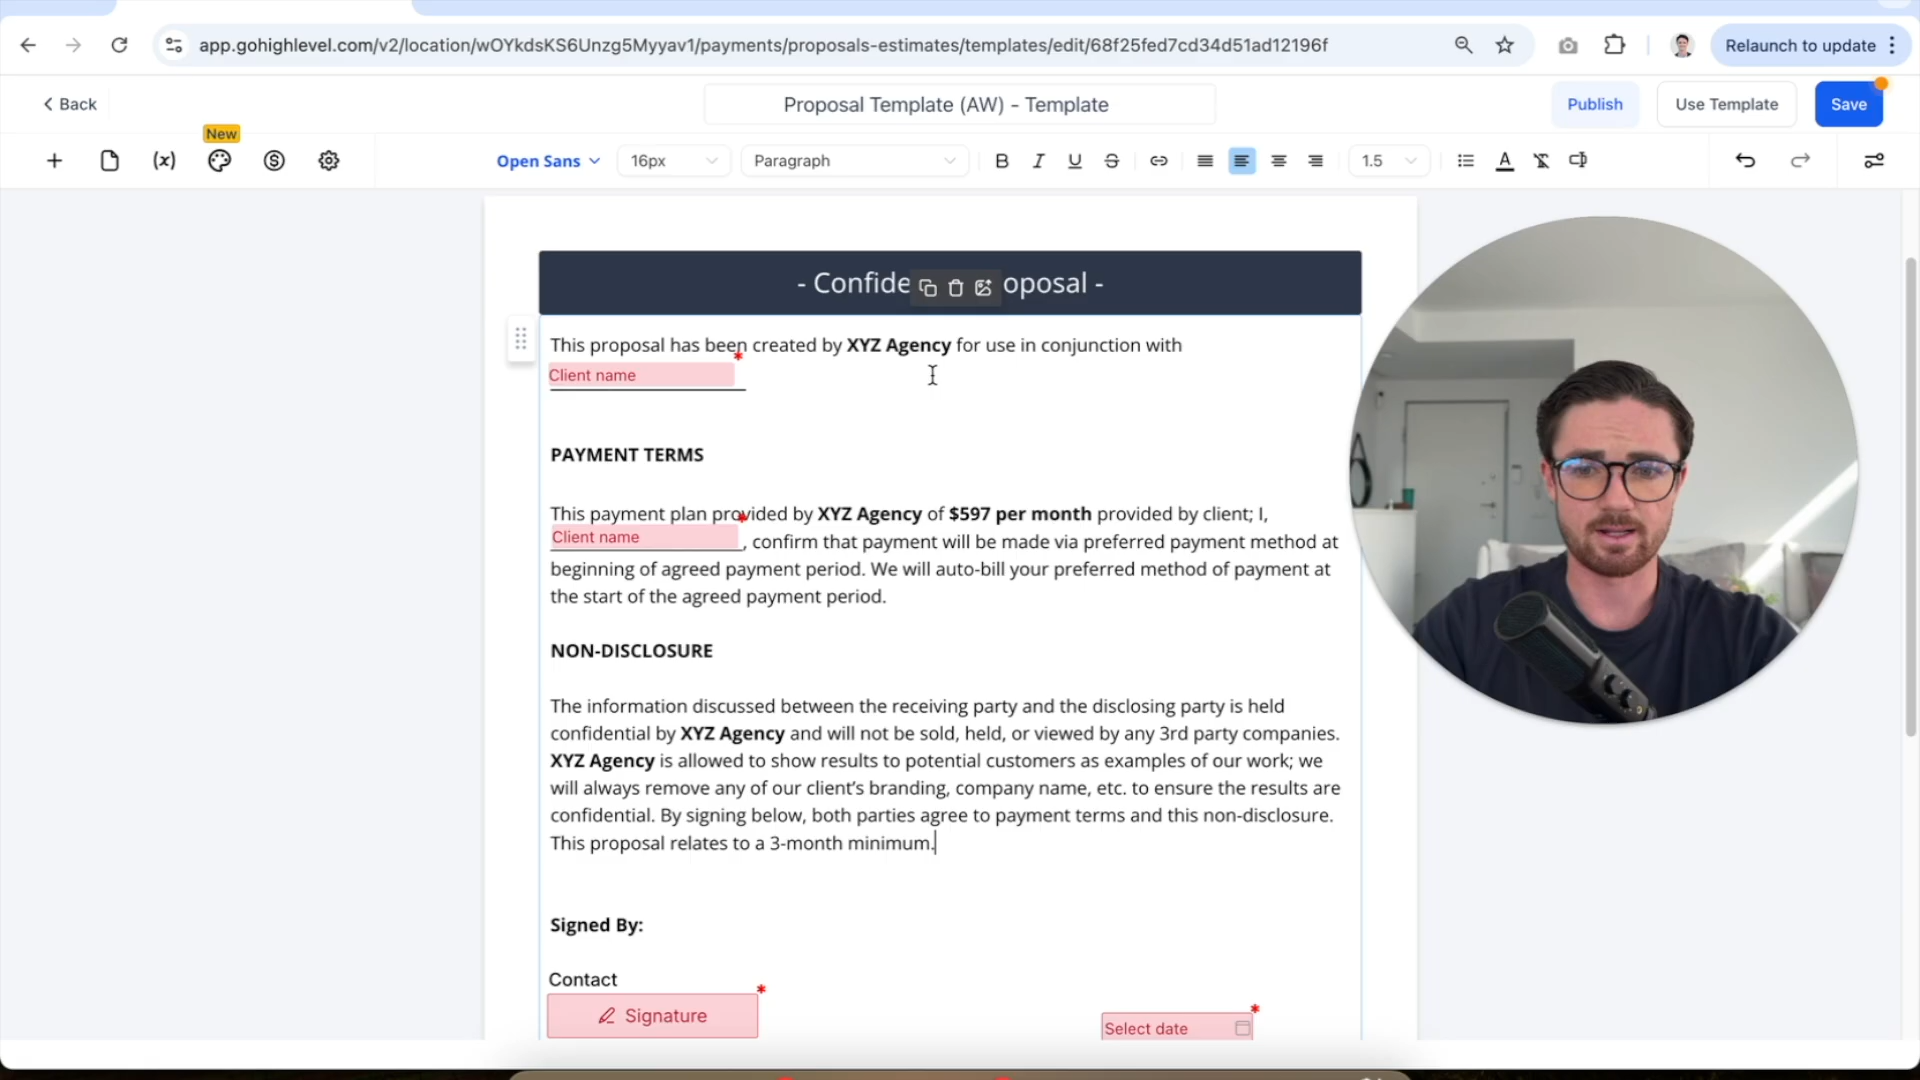 app.gohighlevel.com/v2/location/wOYkdsKS6Unzg5Myyav1/payments/proposals-estimates/templates/edit/68f25fed7cd34d51ad12196f
Relaunch to update
Back
Proposal Template (AW) - Template
Publish
Use Template
Save
New
Open Sans
16px
Paragraph
1.5
- Confide oposal -
This proposal has been created by XYZ Agency for use in conjunction with
Client name
PAYMENT TERMS
This payment plan provided by XYZ Agency of $597 per month provided by client; I,
Client name , confirm that payment will be made via preferred payment method at
beginning of agreed payment period. We will auto-bill your preferred method of payment at
the start of the agreed payment period.
NON-DISCLOSURE
The information discussed between the receiving party and the disclosing party is held
confidential by XYZ Agency and will not be sold, held, or viewed by any 3rd party companies.
XYZ Agency is allowed to show results to potential customers as examples of our work; we
will always remove any of our client’s branding, company name, etc. to ensure the results are
confidential. By signing below, both parties agree to payment terms and this non-disclosure.
This proposal relates to a 3-month minimum.
Signed By:
Contact
Signature
Select date